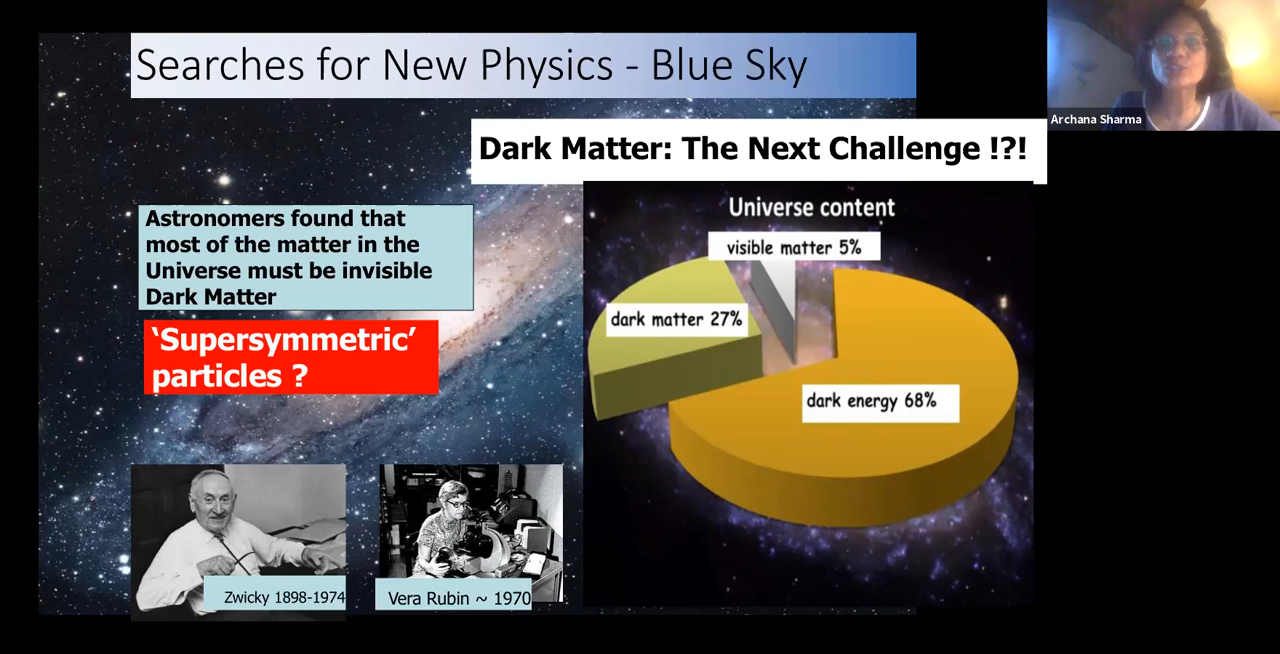 Searches for New Physics - Blue Sky
Archana Sharma
Dark Matter: The Next Challenge !?!
Astronomers found that
most of the matter in the
Universe must be invisible
Dark Matter
‘Supersymmetric’
particles ?
Universe content
visible matter 5%
dark matter 27%
dark energy 68%
Zwicky 1898-1974
Vera Rubin ~ 1970